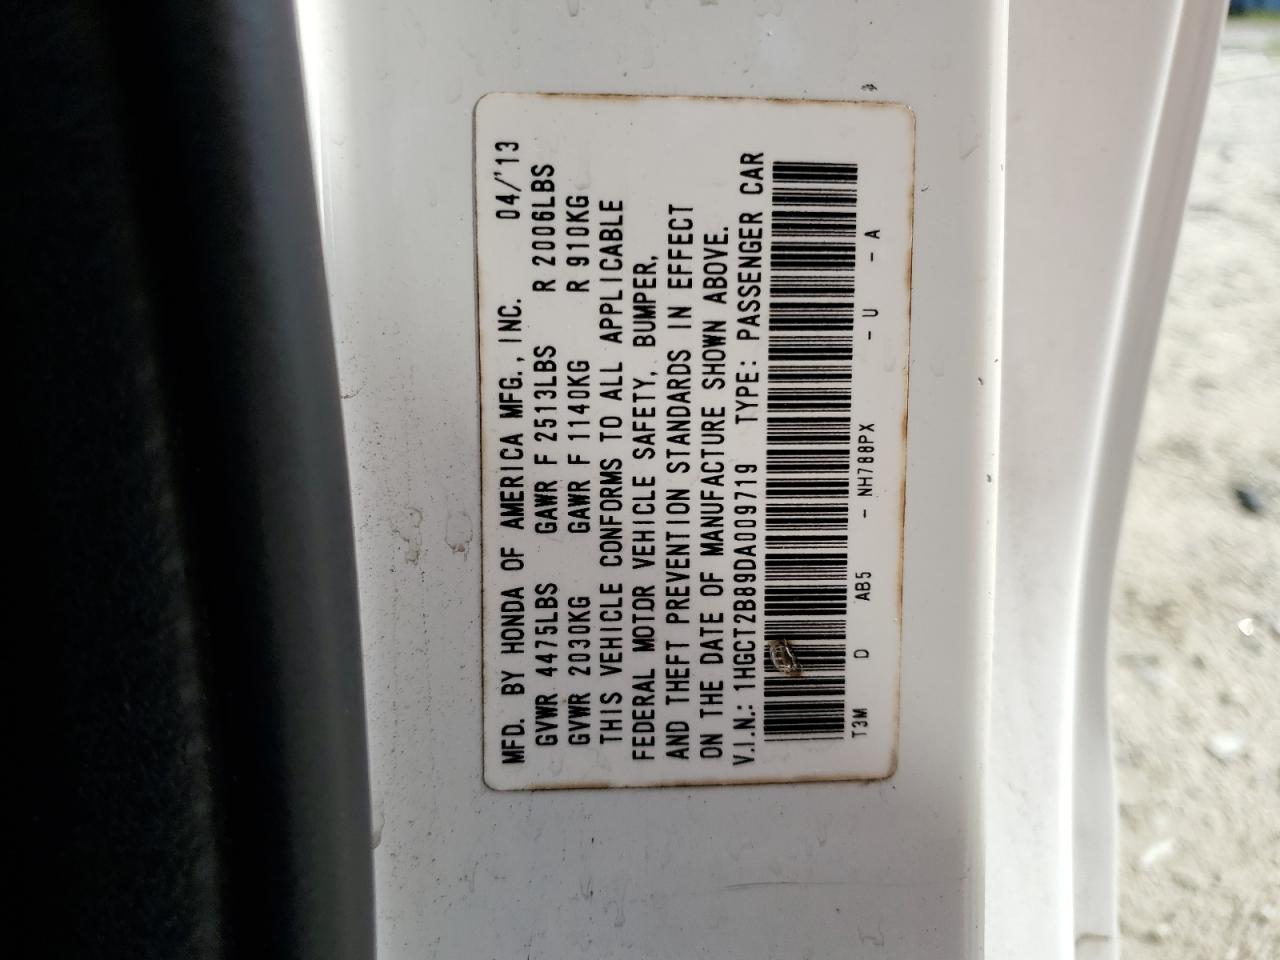 MFD. BY HONDA OF AMERICA MFG., INC. 04/'13
GVWR 4475LBS GAWR F 2513LBS R 2006LBS
GVWR 2030KG GAWR F 1140KG R 910KG
THIS VEHICLE CONFORMS TO ALL APPLICABLE
FEDERAL MOTOR VEHICLE SAFETY, BUMPER,
AND THEFT PREVENTION STANDARDS IN EFFECT
ON THE DATE OF MANUFACTURE SHOWN ABOVE.
V.I.N.: 1HGCT2B89DA009719 TYPE: PASSENGER CAR
T3M D AB5 - NH788PX - U - A